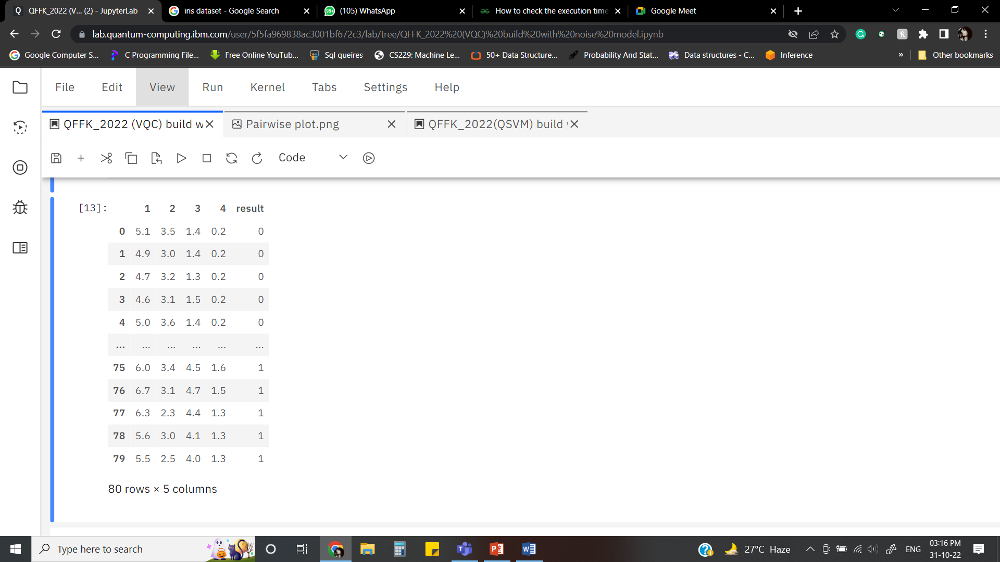 QFFK_2022 (V... (2) - JupyterLab
iris dataset - Google Search
99+ (105) WhatsApp
How to check the execution time
Google Meet
lab.quantum-computing.ibm.com/user/5f5fa969838ac3001bf672c3/lab/tree/QFFK_2022%20(VQC)%20build%20with%20noise%20model.ipynb
Google Computer S...
C Programming File...
Free Online YouTub...
Sql queires
CS229: Machine Le...
50+ Data Structure...
Probability And Stat...
Data structures - C...
Inference
»
Other bookmarks
File Edit View Run Kernel Tabs Settings Help
QFFK_2022 (VQC) build w
Pairwise plot.png
QFFK_2022(QSVM) build
Code
[13]: 1 2 3 4 result
0 5.1 3.5 1.4 0.2 0
1 4.9 3.0 1.4 0.2 0
2 4.7 3.2 1.3 0.2 0
3 4.6 3.1 1.5 0.2 0
4 5.0 3.6 1.4 0.2 0
... ... ... ... ... ...
75 6.0 3.4 4.5 1.6 1
76 6.7 3.1 4.7 1.5 1
77 6.3 2.3 4.4 1.3 1
78 5.6 3.0 4.1 1.3 1
79 5.5 2.5 4.0 1.3 1
80 rows × 5 columns
Type here to search
27°C Haze
ENG
03:16 PM
31-10-22